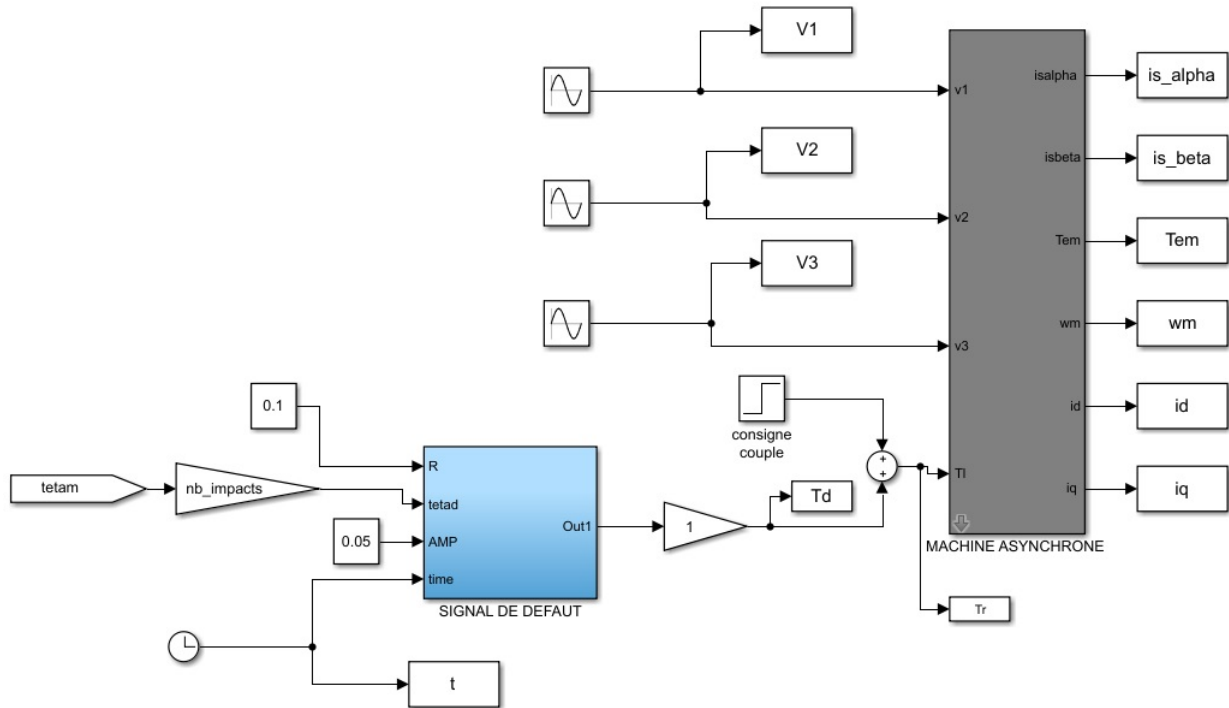 V1
isalpha
is_alpha
v1
V2
isbeta
is_beta
v2
Tem
Tem
V3
wm
wm
v3
0.1
id
id
consigne
couple
R
+
+
Tl
iq
iq
tetam
nb_impacts
tetad
Td
Out1
1
0.05
AMP
MACHINE ASYNCHRONE
time
SIGNAL DE DEFAUT
Tr
t